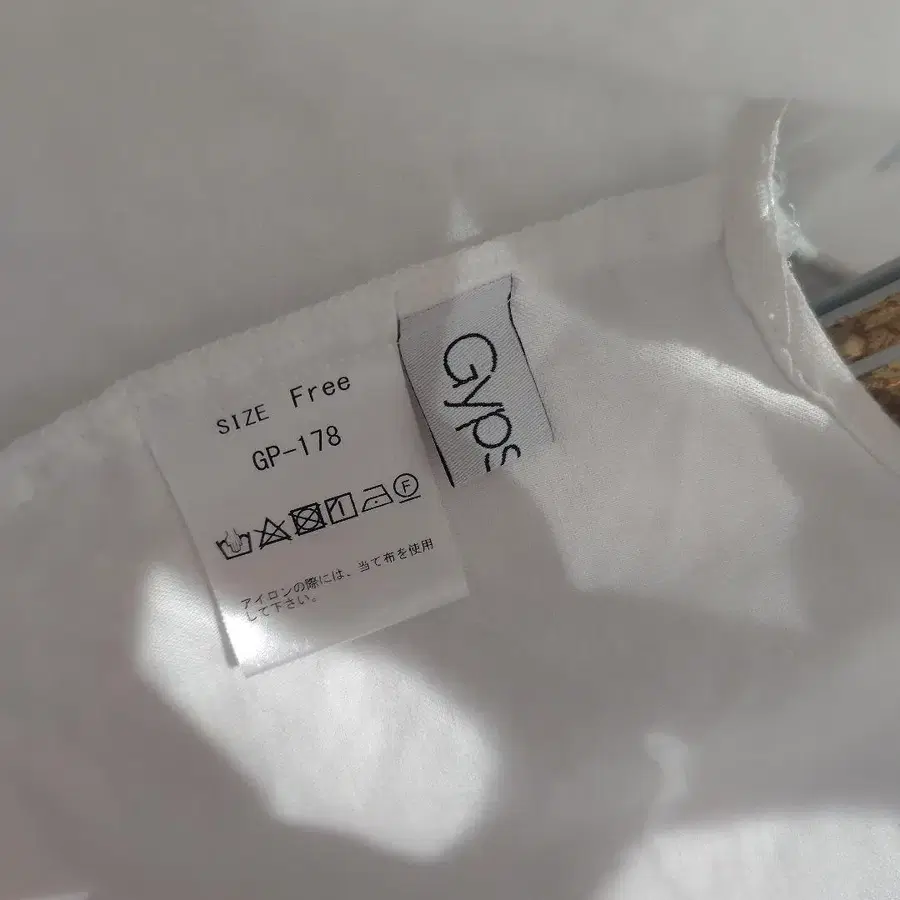 SIZE Free
GP-178
F
アイロンの際には、当て布を使用
して下さい。
Gyps